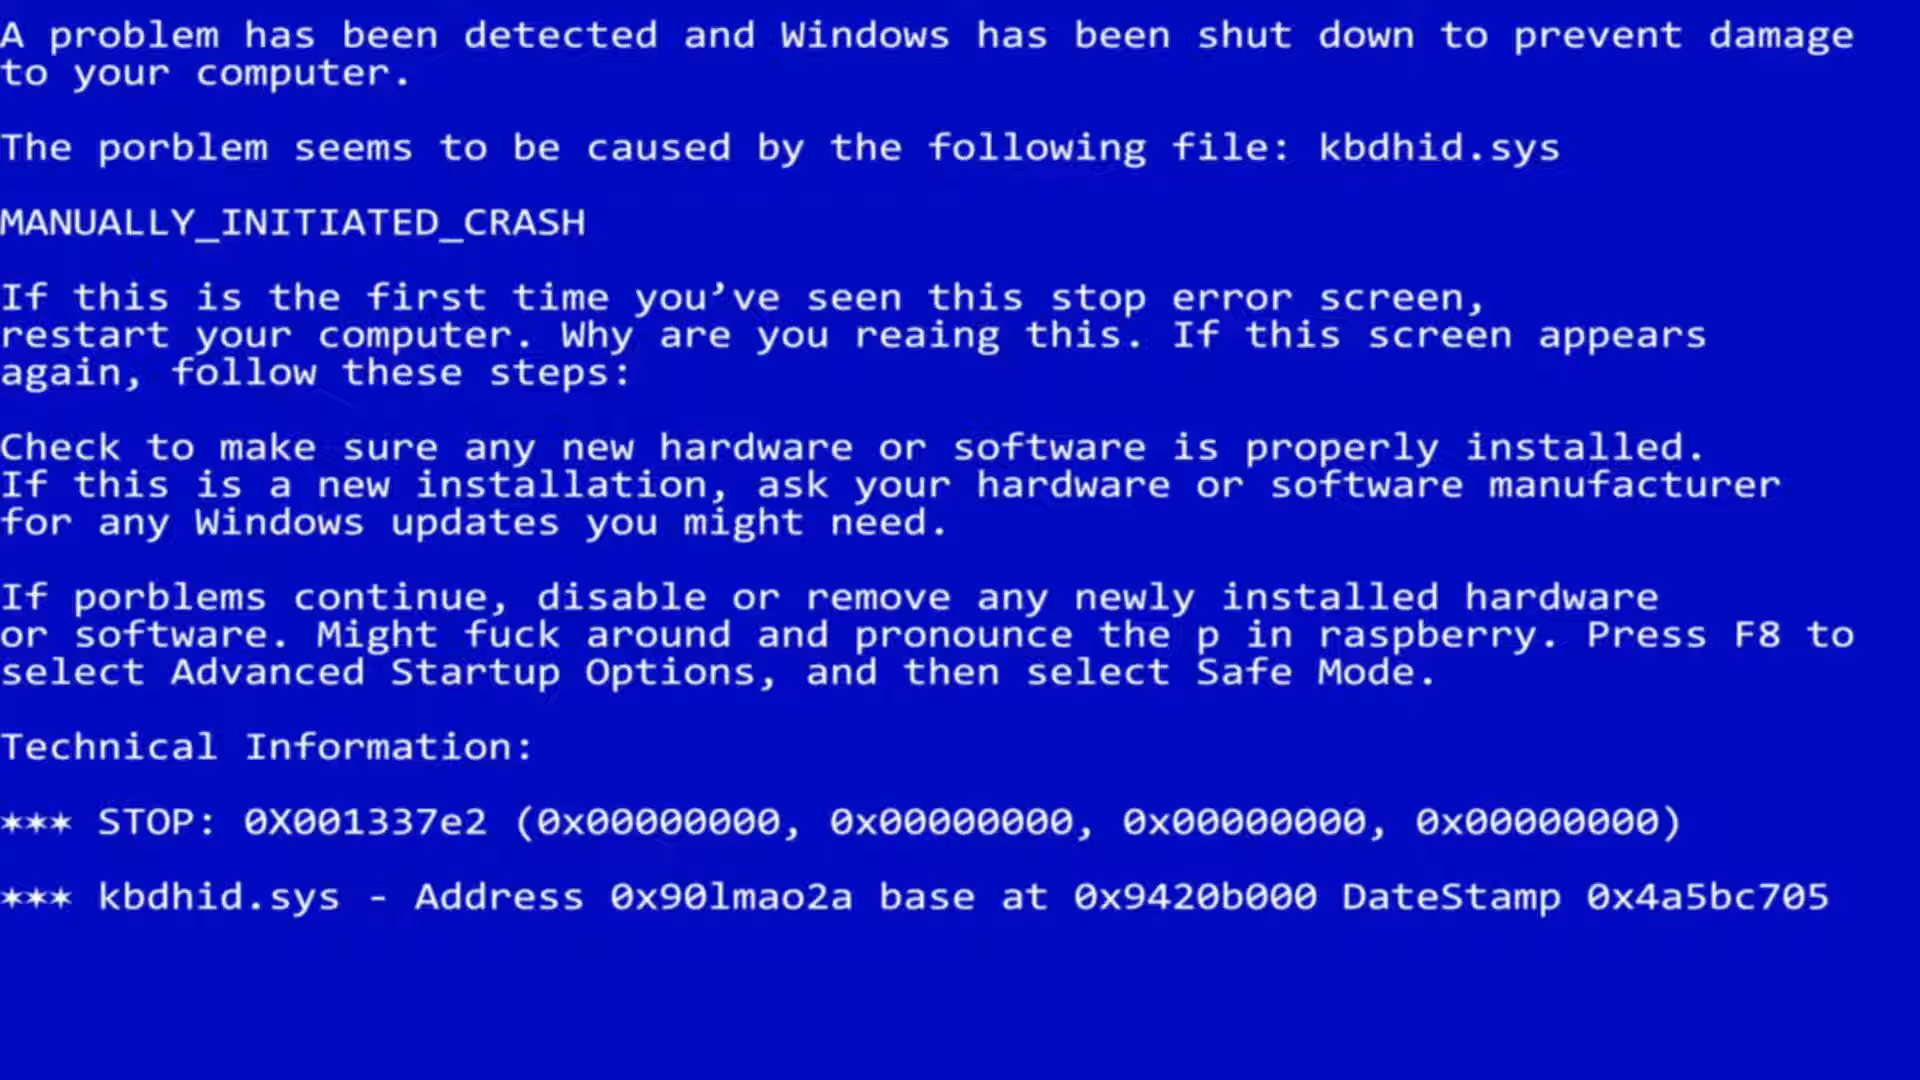 A problem has been detected and Windows has been shut down to prevent damage
to your computer.
The porblem seems to be caused by the following file: kbdhid.sys
MANUALLY_INITIATED_CRASH
If this is the first time you’ve seen this stop error screen,
restart your computer. Why are you reaing this. If this screen appears
again, follow these steps:
Check to make sure any new hardware or software is properly installed.
If this is a new installation, ask your hardware or software manufacturer
for any Windows updates you might need.
If porblems continue, disable or remove any newly installed hardware
or software. Might fuck around and pronounce the p in raspberry. Press F8 to
select Advanced Startup Options, and then select Safe Mode.
Technical Information:
*** STOP: 0X001337e2 (0x00000000, 0x00000000, 0x00000000, 0x00000000)
*** kbdhid.sys - Address 0x90lmao2a base at 0x9420b000 DateStamp 0x4a5bc705